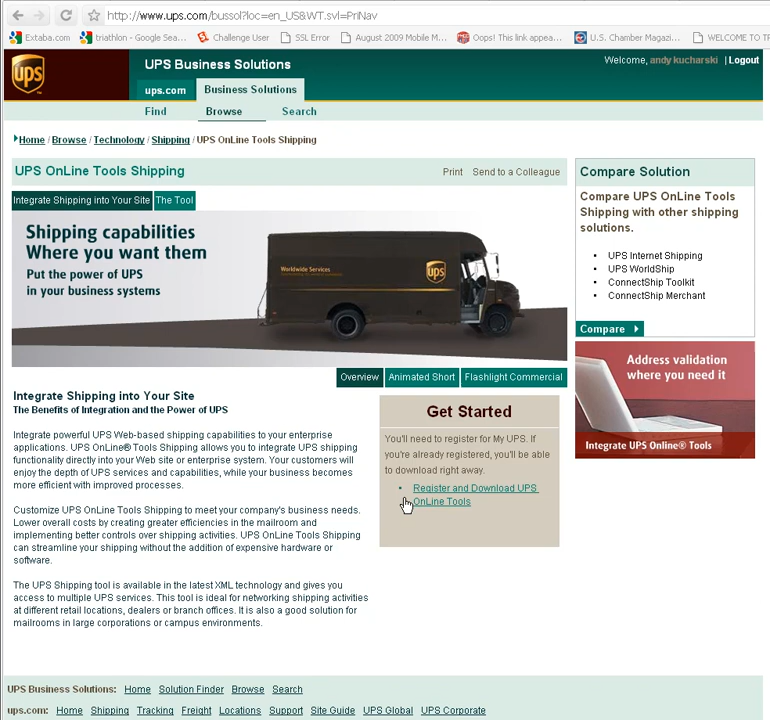 http://www.ups.com/bussol?loc=en_US&WT.svl=PriNav
Extaba.com
triathlon - Google Sea...
Challenge User
SSL Error
August 2009 Mobile M...
Oops! This link appea...
U.S. Chamber Magazi...
WELCOME TO TF
ups
UPS Business Solutions
Welcome, andy kucharski | Logout
ups.com
Business Solutions
Find
Browse
Search
Home / Browse / Technology / Shipping / UPS OnLine Tools Shipping
UPS OnLine Tools Shipping
Print
Send to a Colleague
Integrate Shipping into Your Site
The Tool
Shipping capabilities
Where you want them
Put the power of UPS
in your business systems
Worldwide Services
ups
Overview
Animated Short
Flashlight Commercial
Integrate Shipping into Your Site
The Benefits of Integration and the Power of UPS
Integrate powerful UPS Web-based shipping capabilities to your enterprise
applications. UPS OnLine® Tools Shipping allows you to integrate UPS shipping
functionality directly into your Web site or enterprise system. Your customers will
enjoy the depth of UPS services and capabilities, while your business becomes
more efficient with improved processes.
Customize UPS OnLine Tools Shipping to meet your company's business needs.
Lower overall costs by creating greater efficiencies in the mailroom and
implementing better controls over shipping activities. UPS OnLine Tools Shipping
can streamline your shipping without the addition of expensive hardware or
software.
The UPS Shipping tool is available in the latest XML technology and gives you
access to multiple UPS services. This tool is ideal for networking shipping activities
at different retail locations, dealers or branch offices. It is also a good solution for
mailrooms in large corporations or campus environments.
Get Started
You'll need to register for My UPS. If
you're already registered, you'll be able
to download right away.
• Register and Download UPS
OnLine Tools
Compare Solution
Compare UPS OnLine Tools
Shipping with other shipping
solutions.
• UPS Internet Shipping
• UPS WorldShip
• ConnectShip Toolkit
• ConnectShip Merchant
Compare
Address validation
where you need it
Integrate UPS Online® Tools
UPS Business Solutions: Home Solution Finder Browse Search
ups.com: Home Shipping Tracking Freight Locations Support Site Guide UPS Global UPS Corporate